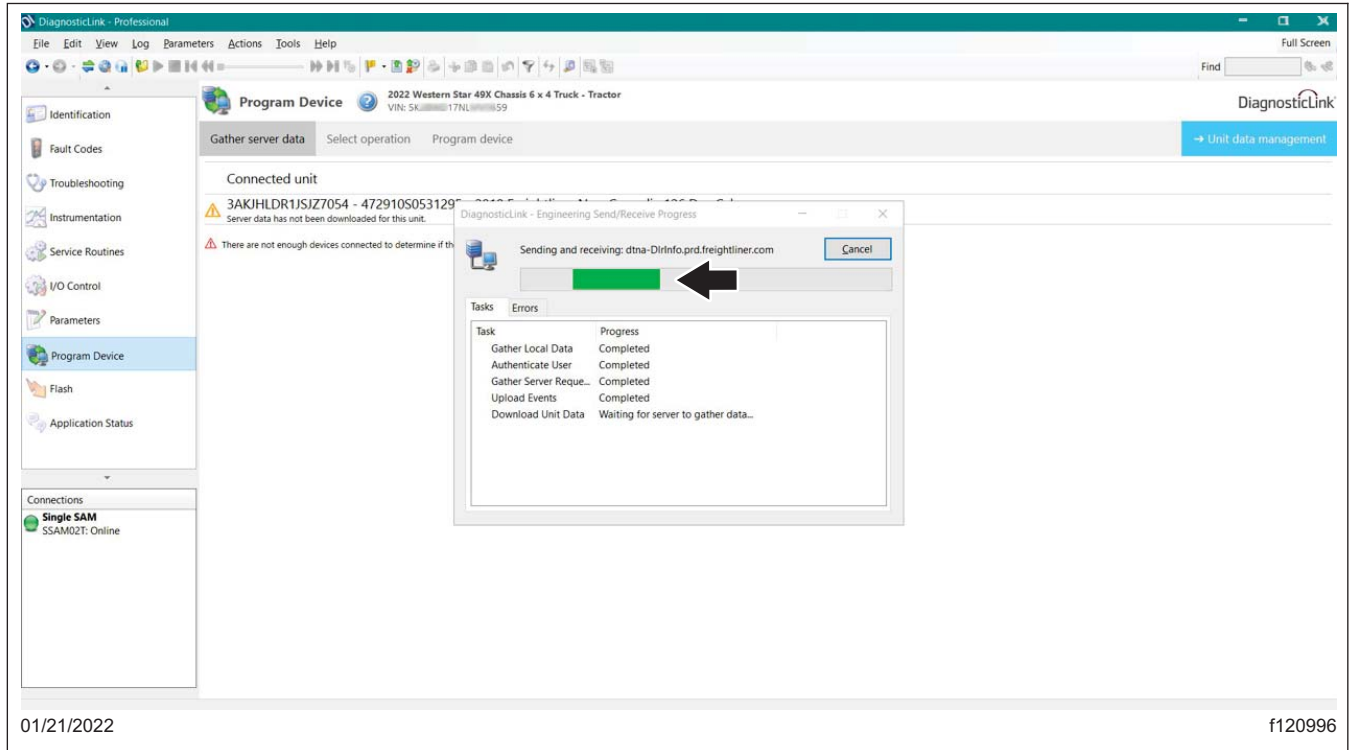 DiagnosticLink - Professional
File Edit View Log Parameters Actions Tools Help Full Screen
Find
Identification
Fault Codes
Troubleshooting
Instrumentation
Service Routines
I/O Control
Parameters
Program Device
Flash
Application Status
Connections
Single SAM
SSAM02T: Online
Program Device
2022 Western Star 49X Chassis 6 x 4 Truck - Tractor
VIN: 5K 17NL 59
DiagnosticLink
Gather server data Select operation Program device → Unit data management
Connected unit
3AKJHLDR1JSJZ7054 - 472910S0531295
Server data has not been downloaded for this unit.
There are not enough devices connected to determine if th
DiagnosticLink - Engineering Send/Receive Progress
Sending and receiving: dtna-DlrInfo.prd.freightliner.com Cancel
Tasks Errors
Task Progress
Gather Local Data Completed
Authenticate User Completed
Gather Server Reque... Completed
Upload Events Completed
Download Unit Data Waiting for server to gather data...
01/21/2022 f120996